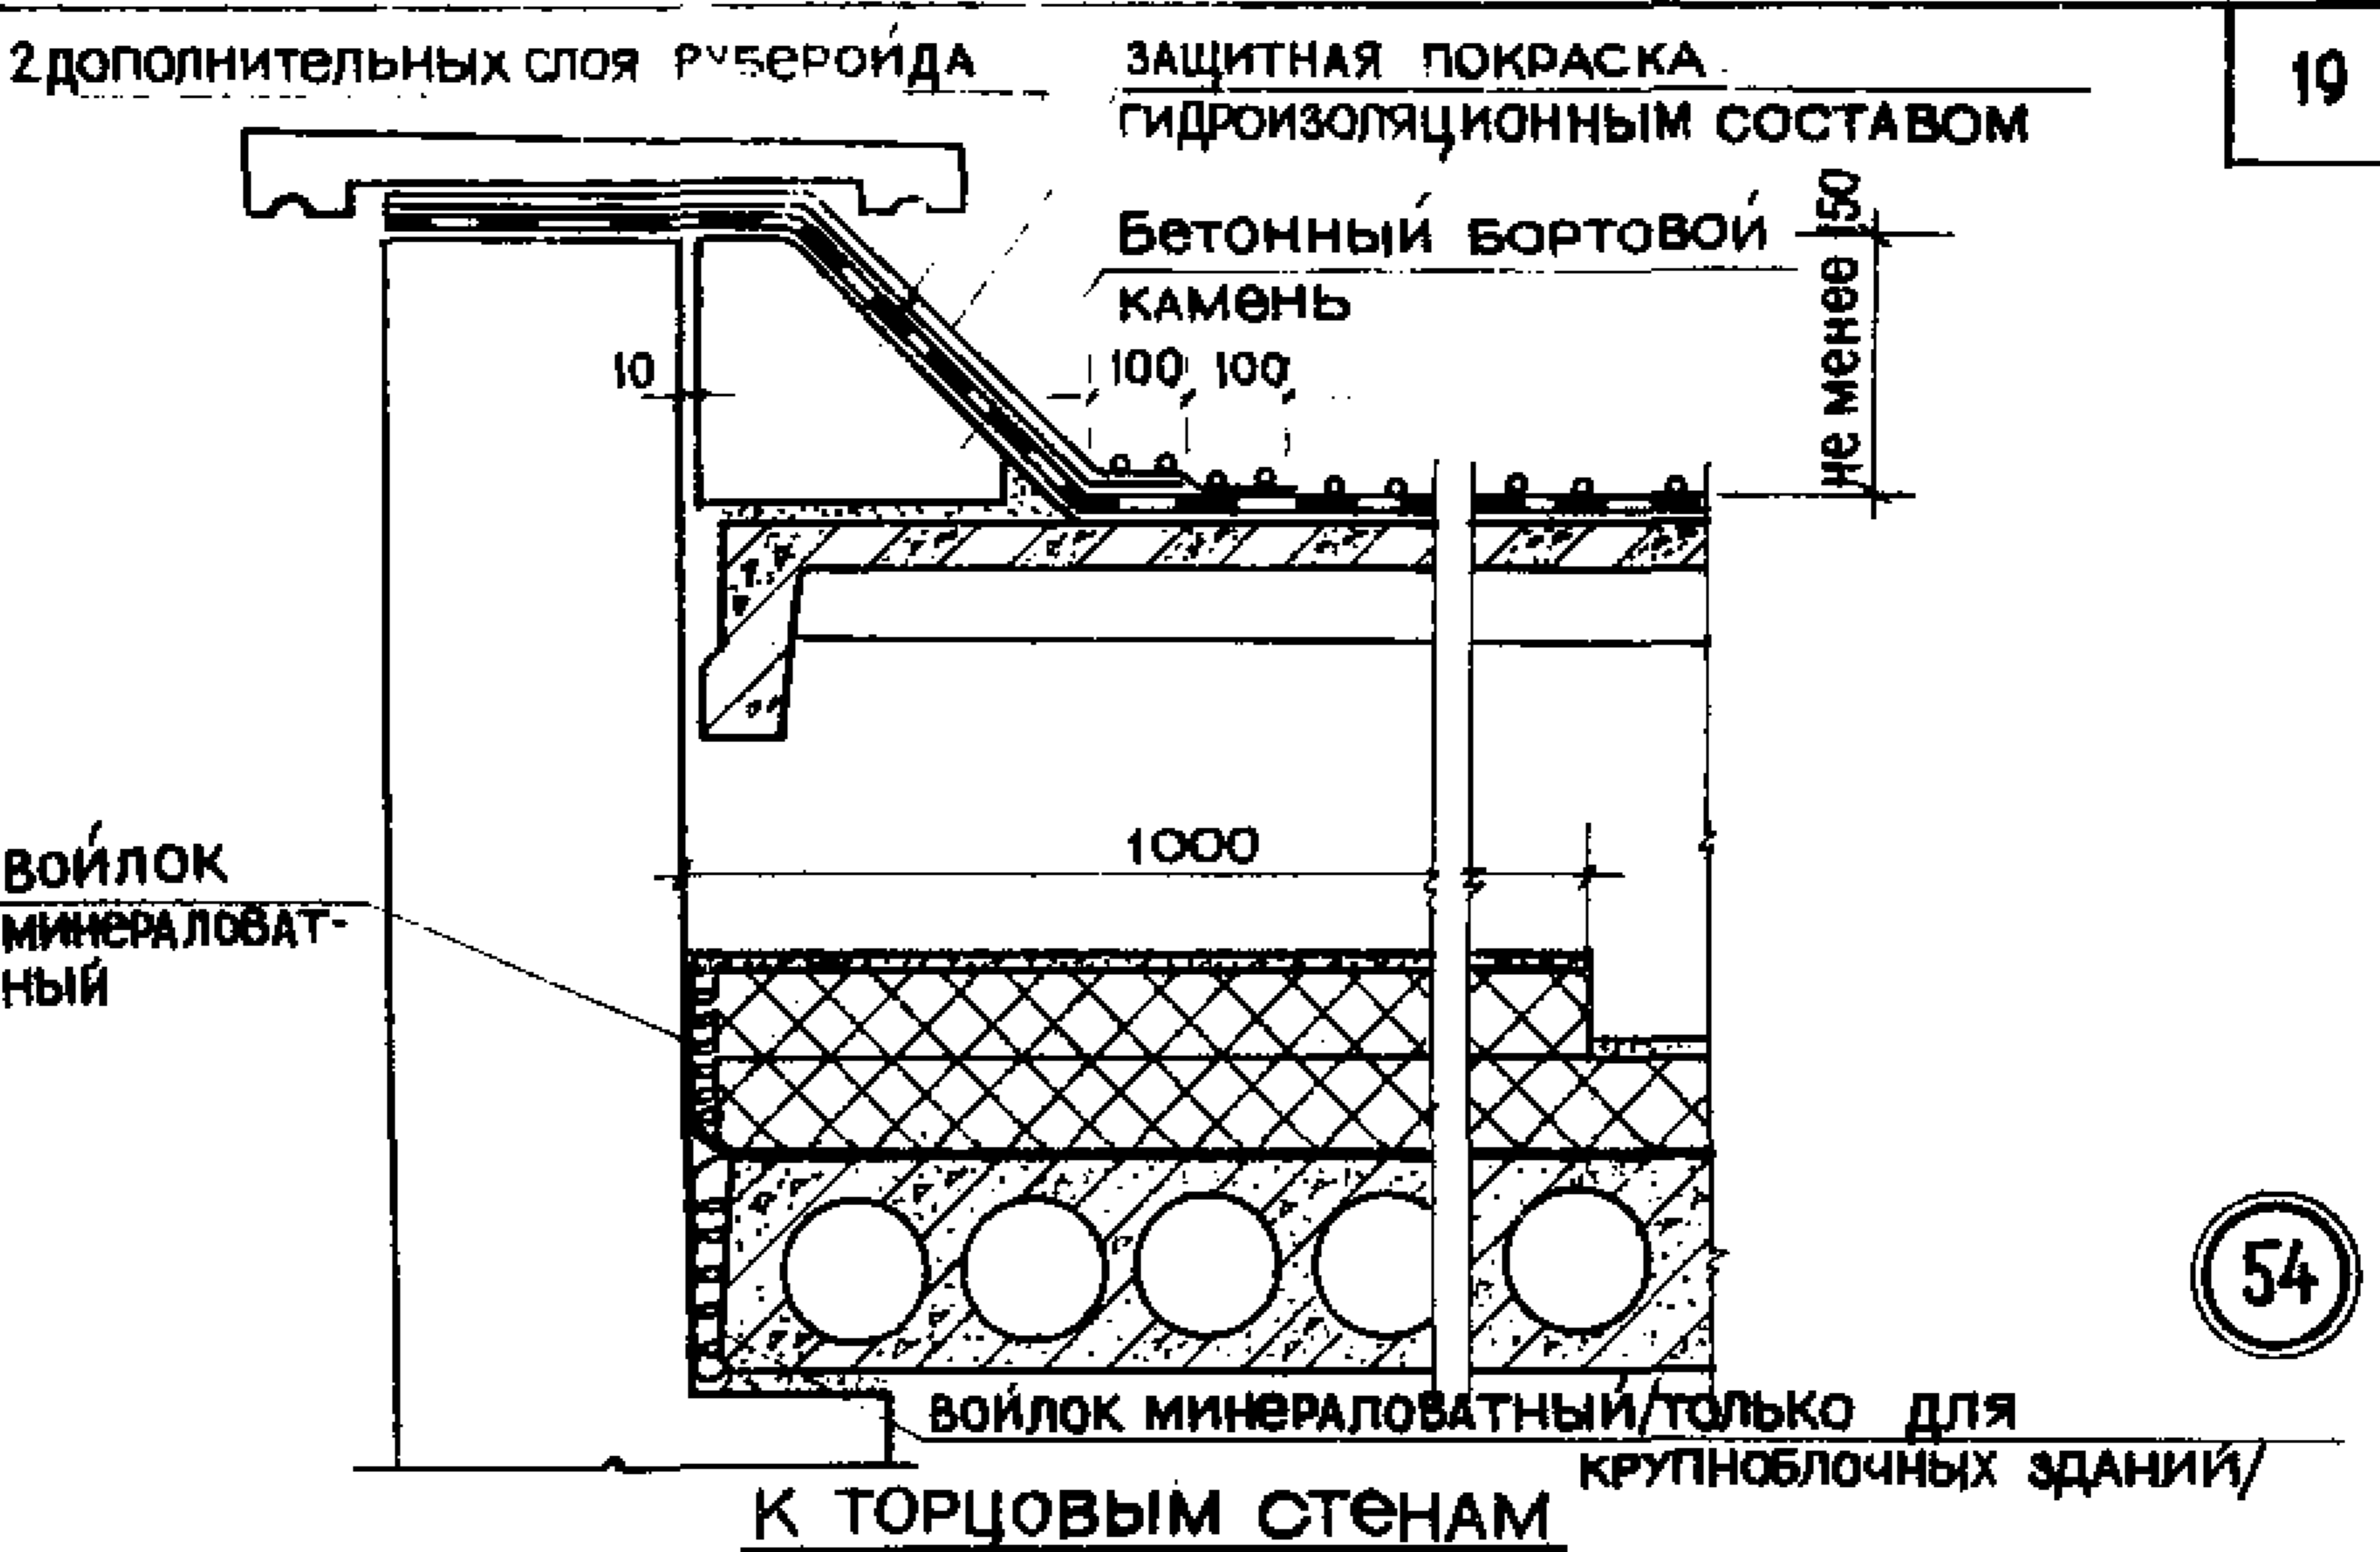 2 дополнительных слоя рубероида
защитная покраска
гидроизоляционным составом
19
Бетонный бортовой
камень
не менее 150
10
100 100
1000
войлок
минераловат-
ный
54
войлок минераловатный /только для
крупноблочных зданий/
к торцовым стенам